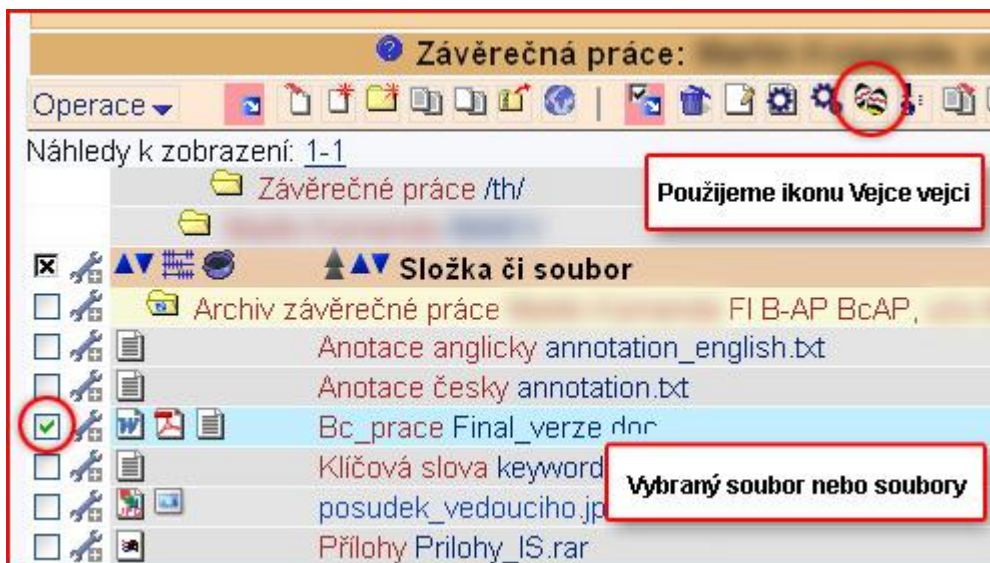 Závěrečná práce:
Operace
Náhledy k zobrazení: 1-1
Závěrečné práce /th/
Použijeme ikonu Vejce vejci
Složka či soubor
Archiv závěrečné práce FI B-AP BcAP,
Anotace anglicky annotation_english.txt
Anotace česky annotation.txt
Bc_prace Final_verze.doc
Klíčová slova keyword
Vybraný soubor nebo soubory
posudek_vedouciho.jp
Přílohy Prilohy_IS.rar